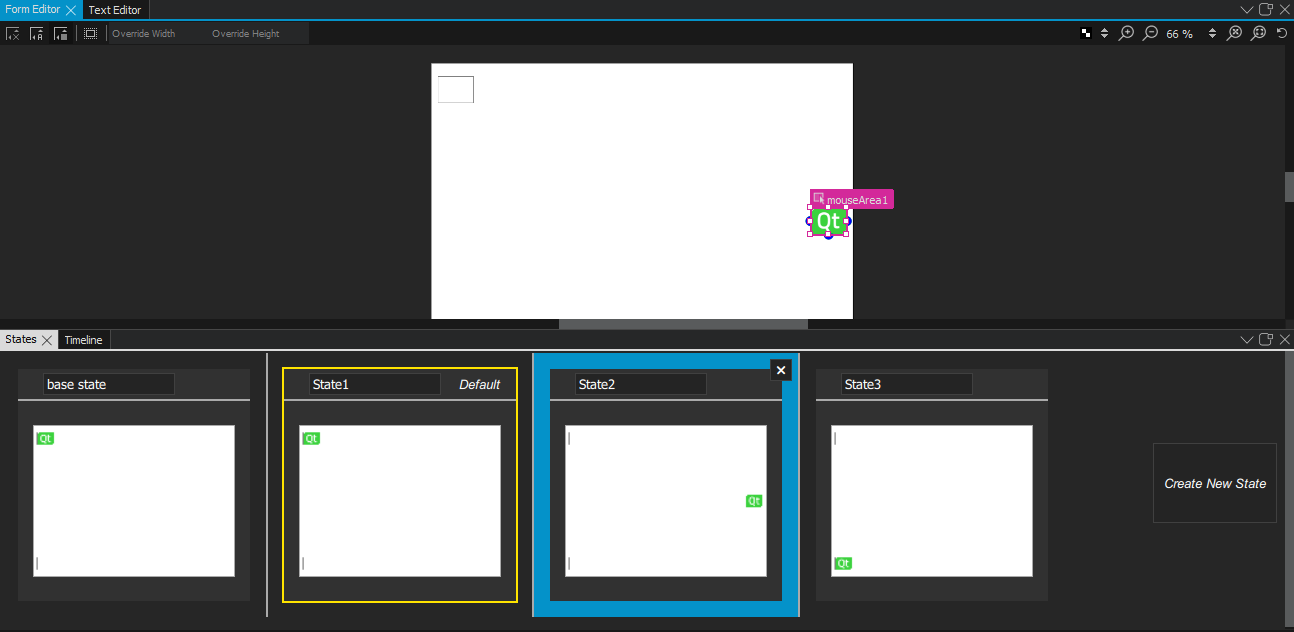 Form Editor Text Editor
Override Width Override Height 66 %
mouseArea1
Qt
States Timeline
base state State1 Default State2 State3
Qt Qt
Qt
Create New State
Qt